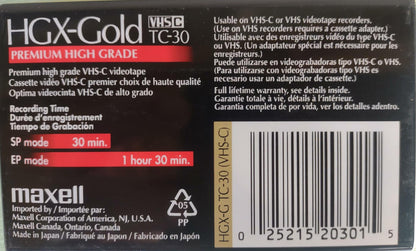 HGX-Gold VHSC TC-30
PREMIUM HIGH GRADE
Premium high grade VHS-C videotape
Cassette vidéo VHS-C premier choix de haute qualité
Optima videocinta VHS-C de alto grado
Recording Time
Durée d'enregistrement
Tiempo de Grabación
SP mode 30 min.
EP mode 1 hour 30 min.
maxell
Imported by / Importée par:
Maxell Corporation of America, NJ, U.S.A.
Maxell Canada, Ontario, Canada
Made in Japan / Fabriqué au Japon / Fabricado en Japon
05
PP
Usable on VHS-C or VHS videotape recorders.
(Use on VHS recorders requires a cassette adapter.)
Utilisable avec des enregistreurs vidéo du type VHS-C
ou VHS. (Un adaptateur spécial est nécessaire pour les
enregistreurs VHS.)
Puede utilizarse en videograbadoras tipo VHS-C o VHS.
(Para utilizarse con videograbadoras tipo VHS es
necesario usar un adaptador de casset.)
Full lifetime warranty, see details inside.
Garantie totale à vie, détails à l'intérieur.
Garantía completa de por vida, ver los detalles adentro.
HGX-G TC-30 (VHS-C)
0 25215 20301 5